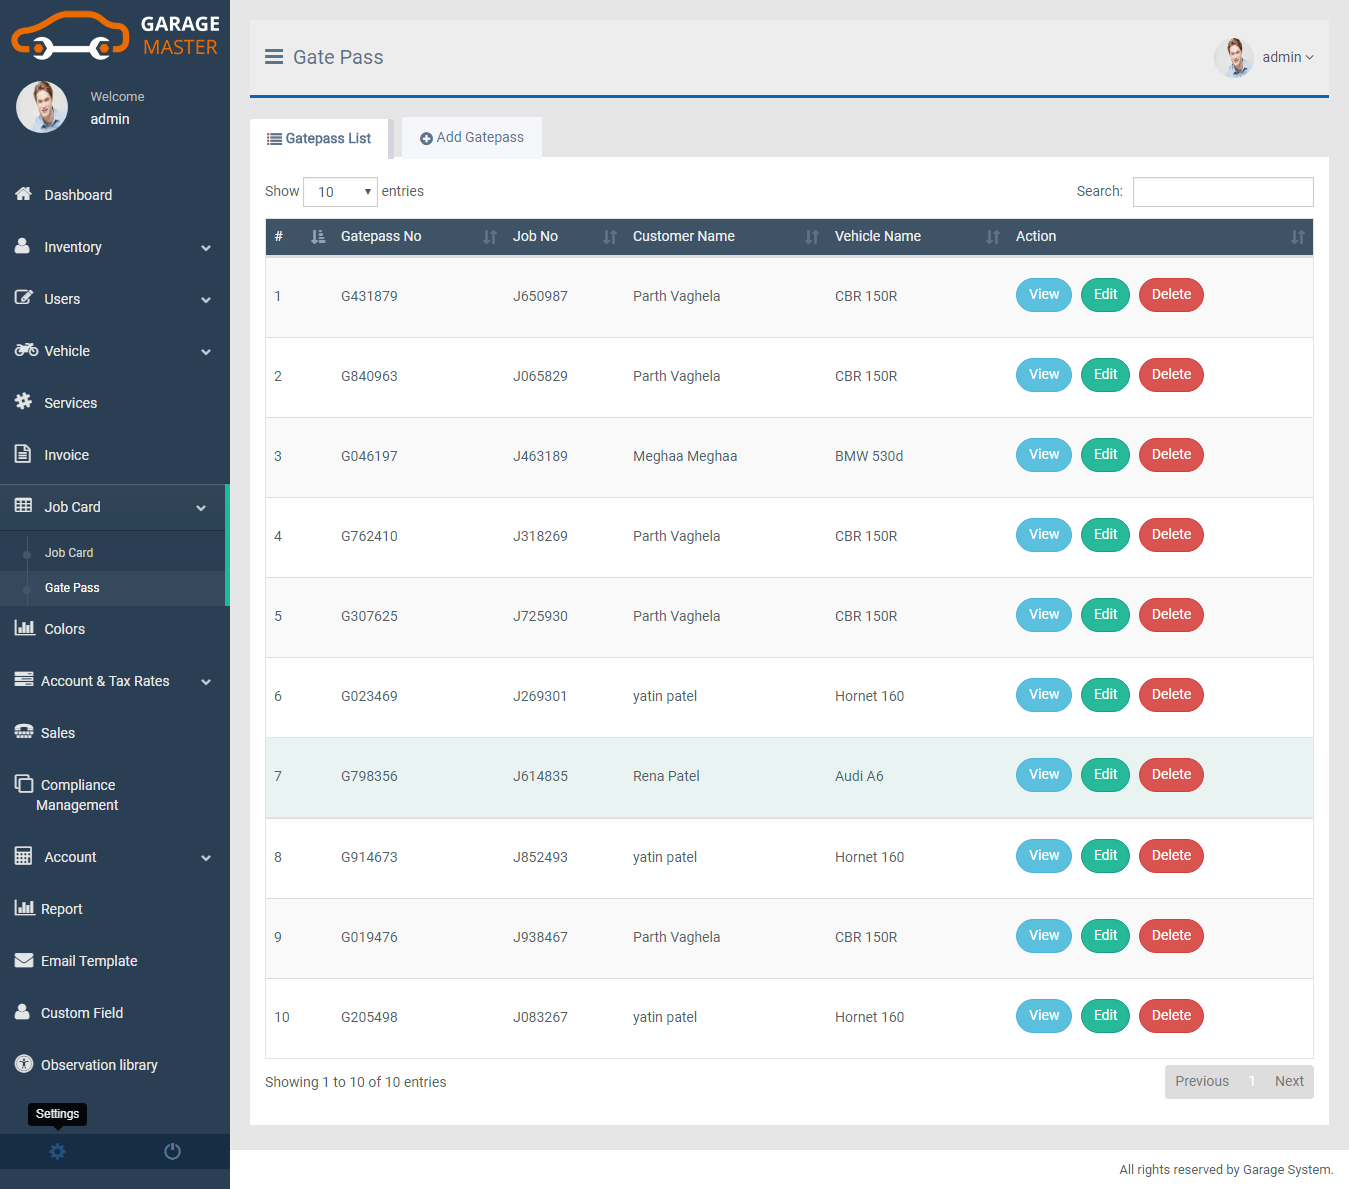 GARAGE
MASTER
Welcome
admin
Dashboard
Inventory
Users
Vehicle
Services
Invoice
Job Card
Job Card
Gate Pass
Colors
Account & Tax Rates
Sales
Compliance
Management
Account
Report
Email Template
Custom Field
Observation library
Settings
Gate Pass
admin
Gatepass List
Add Gatepass
Show 10 entries
Search:
# Gatepass No Job No Customer Name Vehicle Name Action
1 G431879 J650987 Parth Vaghela CBR 150R View Edit Delete
2 G840963 J065829 Parth Vaghela CBR 150R View Edit Delete
3 G046197 J463189 Meghaa Meghaa BMW 530d View Edit Delete
4 G762410 J318269 Parth Vaghela CBR 150R View Edit Delete
5 G307625 J725930 Parth Vaghela CBR 150R View Edit Delete
6 G023469 J269301 yatin patel Hornet 160 View Edit Delete
7 G798356 J614835 Rena Patel Audi A6 View Edit Delete
8 G914673 J852493 yatin patel Hornet 160 View Edit Delete
9 G019476 J938467 Parth Vaghela CBR 150R View Edit Delete
10 G205498 J083267 yatin patel Hornet 160 View Edit Delete
Showing 1 to 10 of 10 entries
Previous 1 Next
All rights reserved by Garage System.